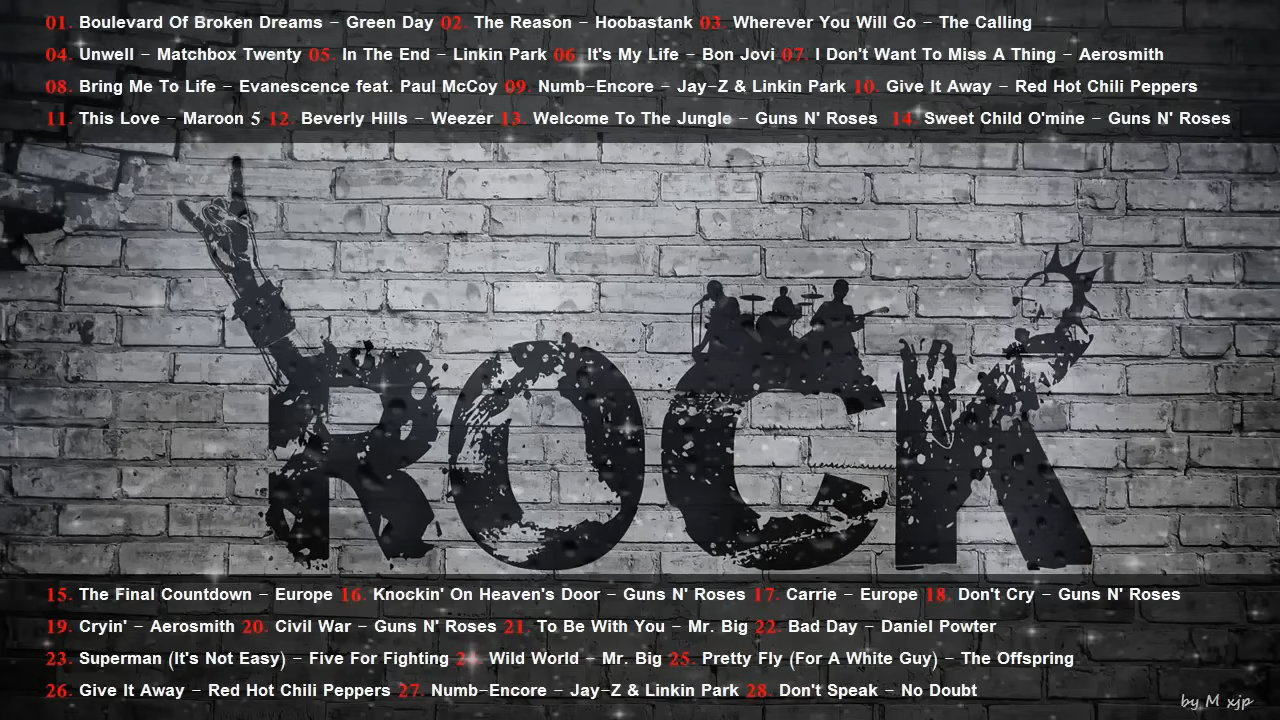 01. Boulevard Of Broken Dreams – Green Day 02. The Reason – Hoobastank 03. Wherever You Will Go – The Calling
04. Unwell – Matchbox Twenty 05. In The End – Linkin Park 06. It's My Life – Bon Jovi 07. I Don't Want To Miss A Thing – Aerosmith
08. Bring Me To Life – Evanescence feat. Paul McCoy 09. Numb–Encore – Jay–Z & Linkin Park 10. Give It Away – Red Hot Chili Peppers
11. This Love – Maroon 5 12. Beverly Hills – Weezer 13. Welcome To The Jungle – Guns N' Roses 14. Sweet Child O'mine – Guns N' Roses
ROCK
15. The Final Countdown – Europe 16. Knockin' On Heaven's Door – Guns N' Roses 17. Carrie – Europe 18. Don't Cry – Guns N' Roses
19. Cryin' – Aerosmith 20. Civil War – Guns N' Roses 21. To Be With You – Mr. Big 22. Bad Day – Daniel Powter
23. Superman (It's Not Easy) – Five For Fighting 24. Wild World – Mr. Big 25. Pretty Fly (For A White Guy) – The Offspring
26. Give It Away – Red Hot Chili Peppers 27. Numb–Encore – Jay–Z & Linkin Park 28. Don't Speak – No Doubt
by M xjp